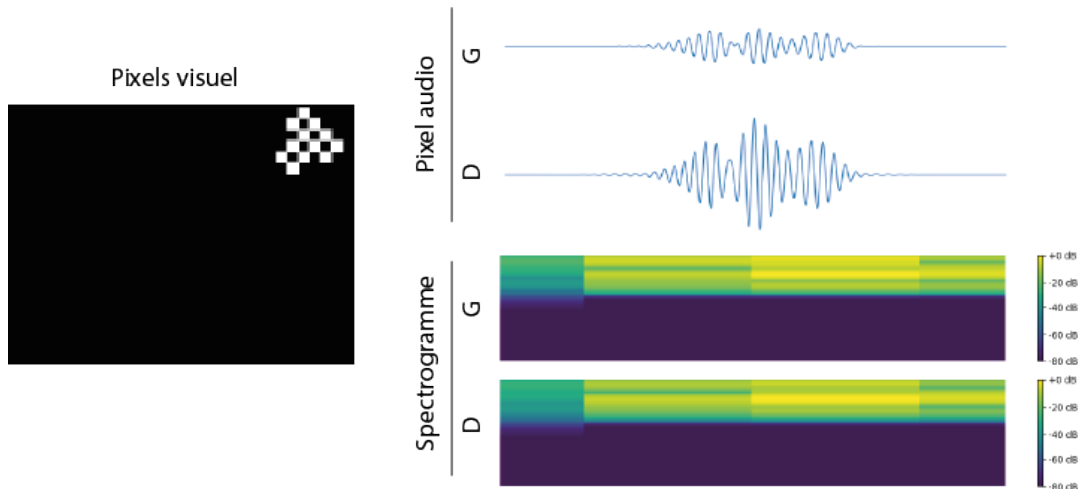 Pixels visuel
Pixel audio
G
D
Spectrogramme
G
+0 dB
-20 dB
-40 dB
-60 dB
-80 dB
D
+0 dB
-20 dB
-40 dB
-60 dB
-80 dB